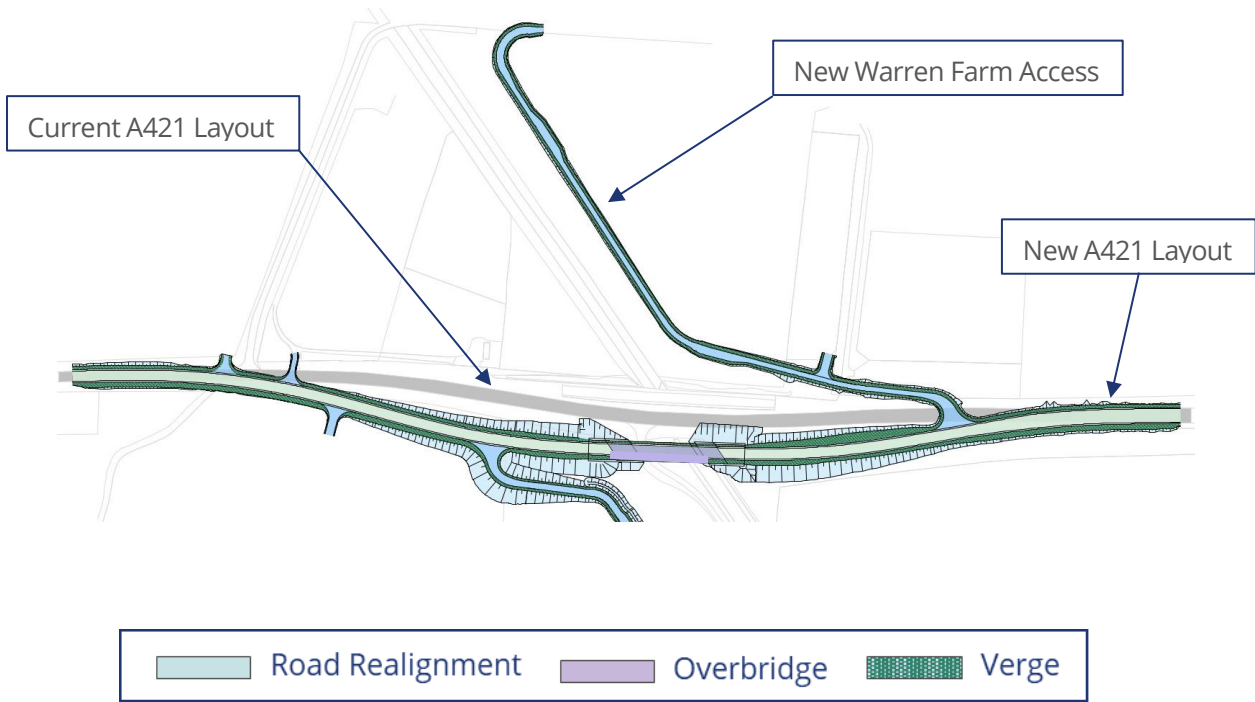 New Warren Farm Access
Current A421 Layout
New A421 Layout
Road Realignment
Overbridge
Verge